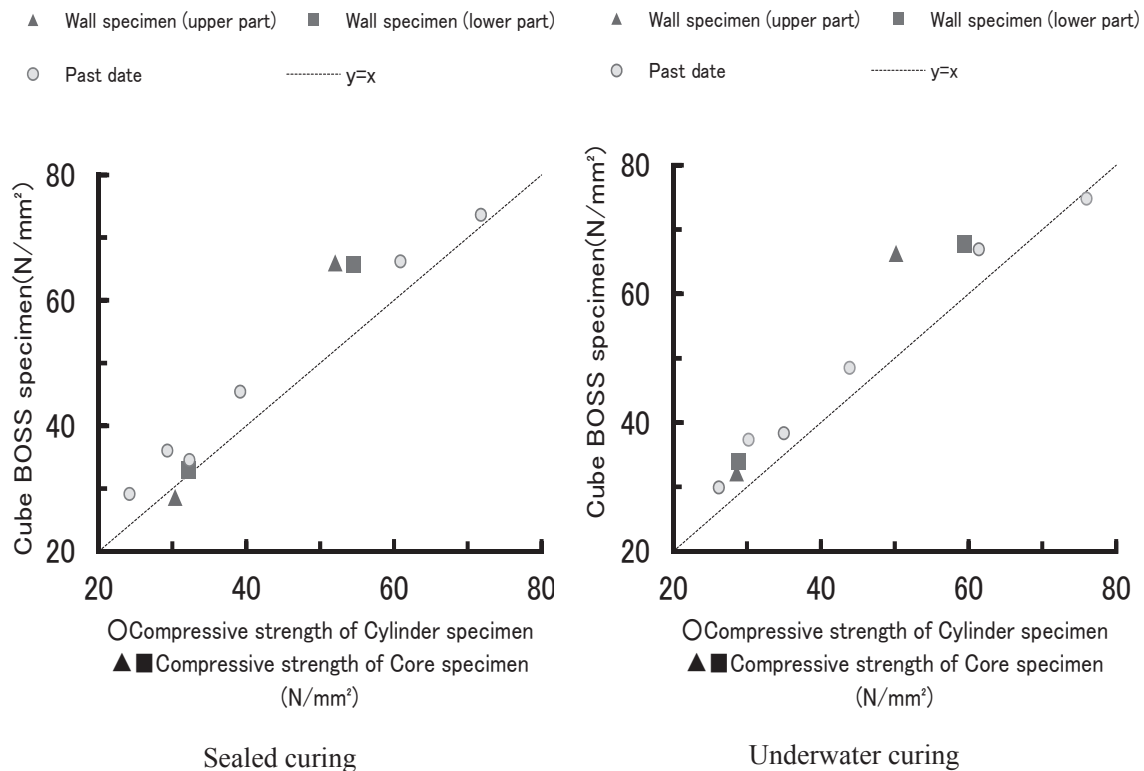 ▲ Wall specimen (upper part) ■ Wall specimen (lower part)
○ Past date y=x
Cube BOSS specimen(N/mm²)
80
60
40
20
20 40 60 80
○Compressive strength of Cylinder specimen
▲■Compressive strength of Core specimen
(N/mm²)
Sealed curing
▲ Wall specimen (upper part) ■ Wall specimen (lower part)
○ Past date y=x
Cube BOSS specimen(N/mm²)
80
60
40
20
20 40 60 80
○Compressive strength of Cylinder specimen
▲■Compressive strength of Core specimen
(N/mm²)
Underwater curing